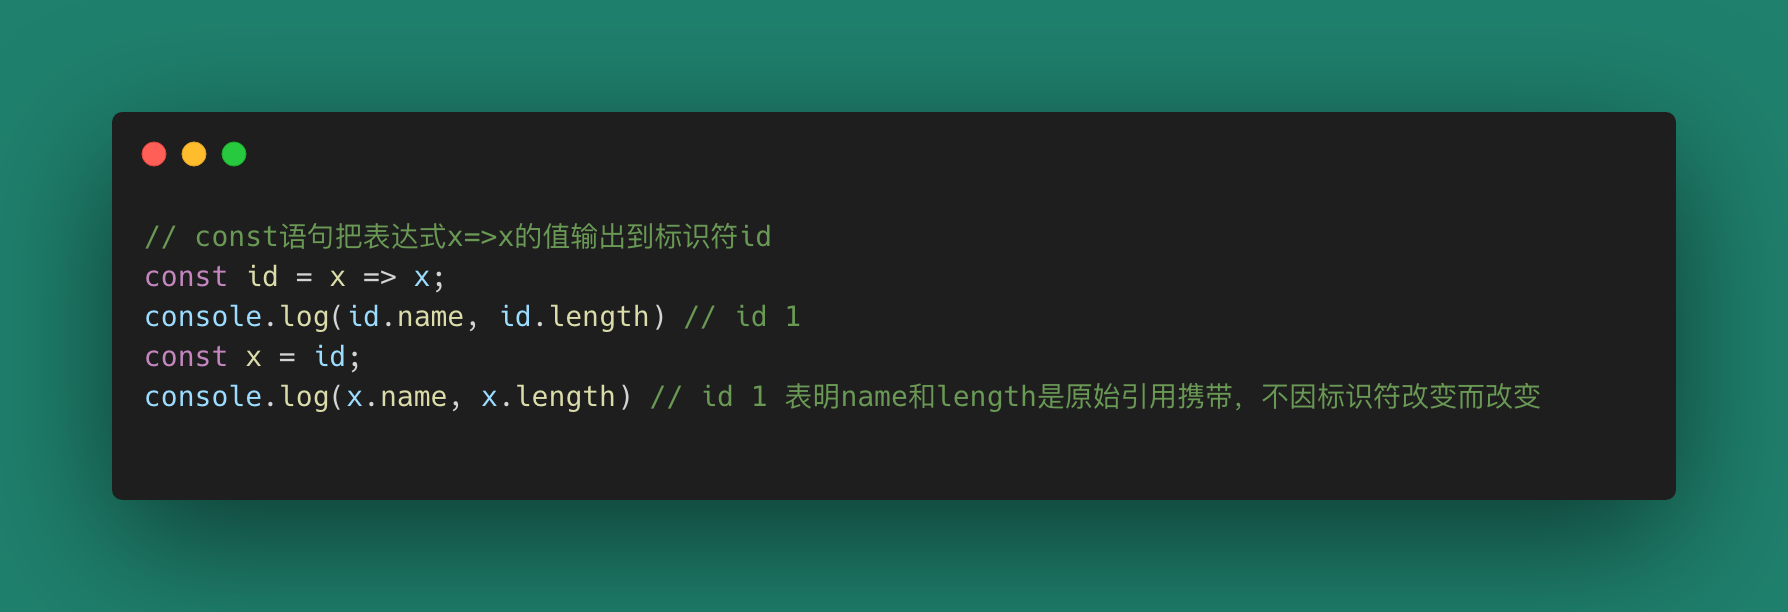 // const语句把表达式x=>x的值输出到标识符id
const id = x => x;
console.log(id.name, id.length) // id 1
const x = id;
console.log(x.name, x.length) // id 1 表明name和length是原始引用携带，不因标识符改变而改变